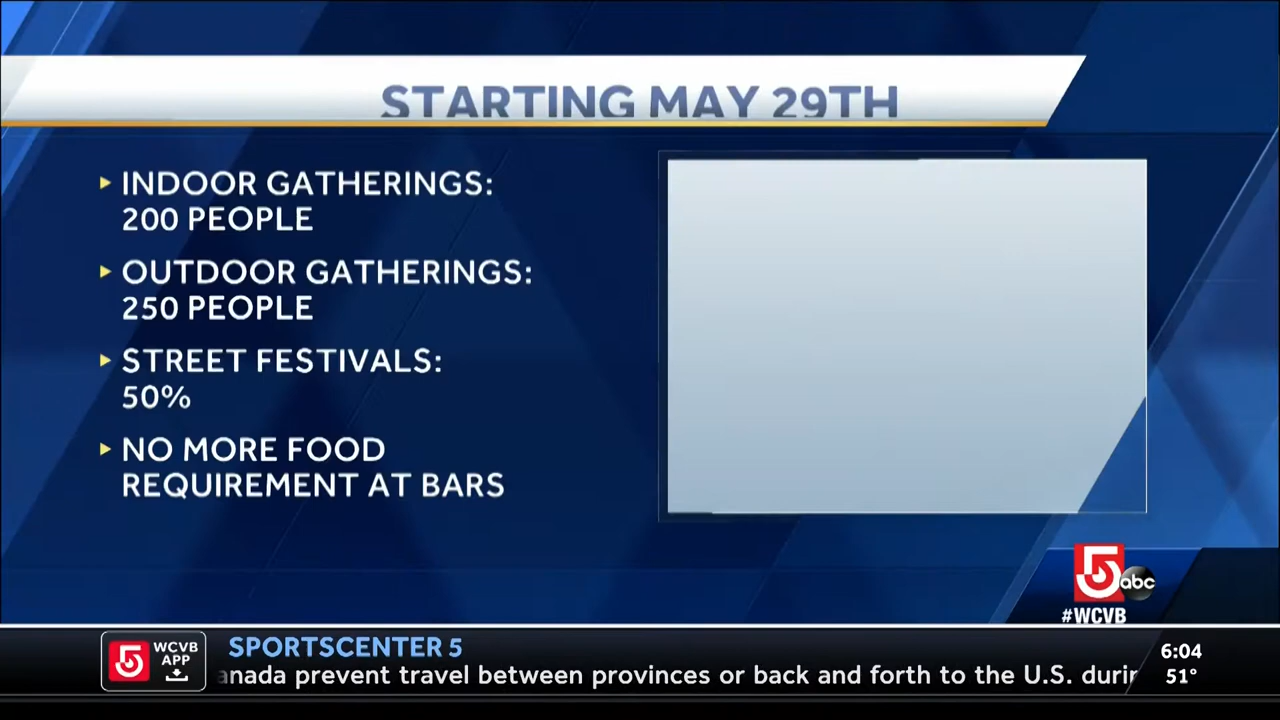 STARTING MAY 29TH
INDOOR GATHERINGS:
200 PEOPLE
OUTDOOR GATHERINGS:
250 PEOPLE
STREET FESTIVALS:
50%
NO MORE FOOD
REQUIREMENT AT BARS
5 abc
#WCVB
5 WCVB
APP
SPORTSCENTER 5
anada prevent travel between provinces or back and forth to the U.S. durin
6:04
51°